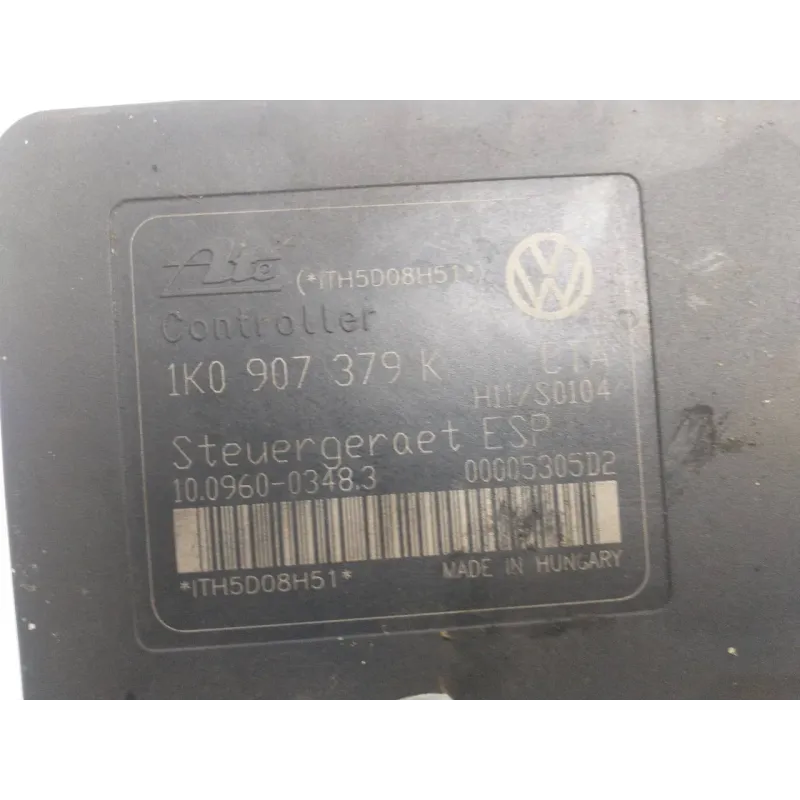 Ate (*ITH5D08H51*)
Controller
1K0 907 379 K CTA
H11/S0104
Steuergeraet ESP
10.0960-0348.3 00005305D2
*ITH5D08H51* MADE IN HUNGARY